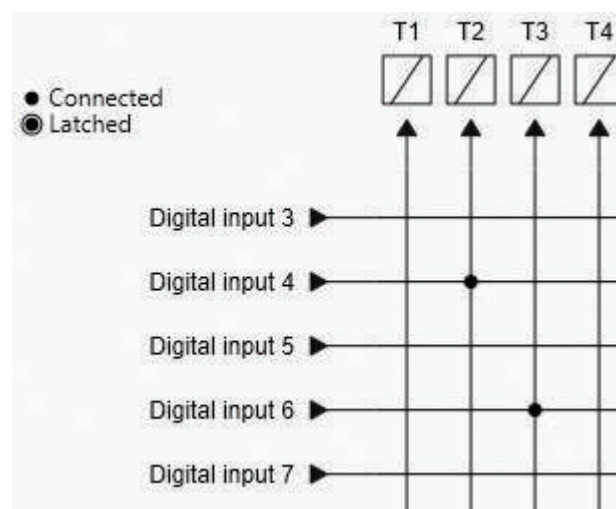 T1 T2 T3 T4
Connected
Latched
Digital input 3
Digital input 4
Digital input 5
Digital input 6
Digital input 7